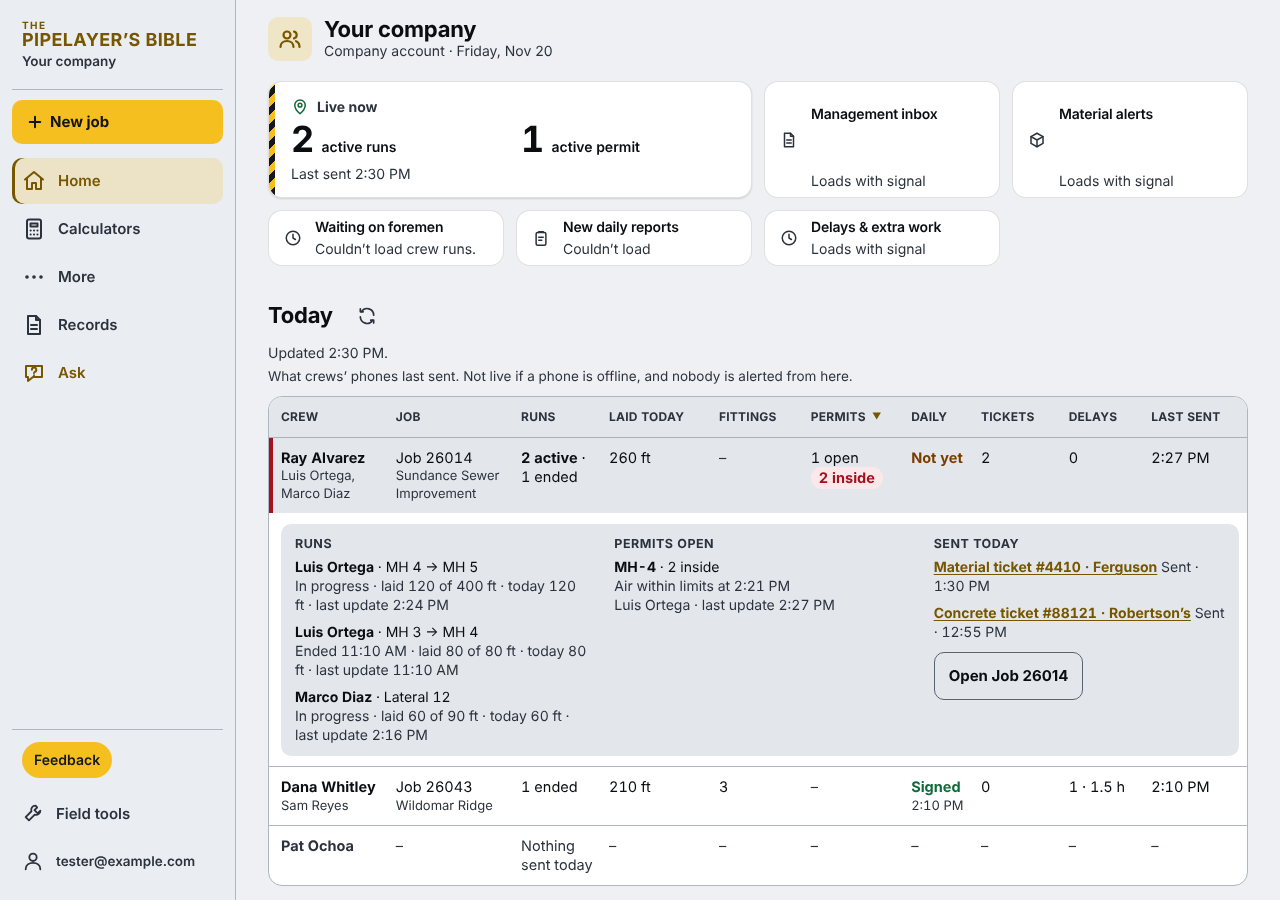 THE
PIPELAYER’S BIBLE
Your company
New job
Home
Calculators
More
Records
Ask
Feedback
Field tools
tester@example.com
Your company
Company account · Friday, Nov 20
Live now
2 active runs
1 active permit
Last sent 2:30 PM
Management inbox
Loads with signal
Material alerts
Loads with signal
Waiting on foremen
Couldn’t load crew runs.
New daily reports
Couldn’t load
Delays & extra work
Loads with signal
Today
Updated 2:30 PM.
What crews’ phones last sent. Not live if a phone is offline, and nobody is alerted from here.
CREW JOB RUNS LAID TODAY FITTINGS PERMITS ▼ DAILY TICKETS DELAYS LAST SENT
Ray Alvarez Job 26014 2 active · 260 ft – 1 open Not yet 2 0 2:27 PM
Luis Ortega, Sundance Sewer 1 ended 2 inside
Marco Diaz Improvement
RUNS
Luis Ortega · MH 4 → MH 5
In progress · laid 120 of 400 ft · today 120
ft · last update 2:24 PM
Luis Ortega · MH 3 → MH 4
Ended 11:10 AM · laid 80 of 80 ft · today 80
ft · last update 11:10 AM
Marco Diaz · Lateral 12
In progress · laid 60 of 90 ft · today 60 ft ·
last update 2:16 PM
PERMITS OPEN
MH-4 · 2 inside
Air within limits at 2:21 PM
Luis Ortega · last update 2:27 PM
SENT TODAY
Material ticket #4410 · Ferguson Sent ·
1:30 PM
Concrete ticket #88121 · Robertson’s Sent
· 12:55 PM
Open Job 26014
Dana Whitley Job 26043 1 ended 210 ft 3 – Signed 0 1 · 1.5 h 2:10 PM
Sam Reyes Wildomar Ridge 2:10 PM
Pat Ochoa – Nothing – – – – – – –
sent today